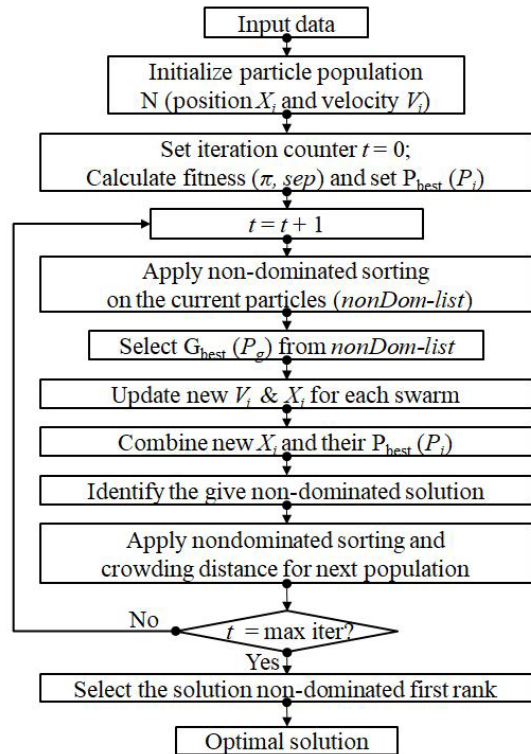 Input data
Initialize particle population
N (position Xi and velocity Vi)
Set iteration counter t = 0;
Calculate fitness (π, sep) and set Pbest (Pi)
t = t + 1
Apply non-dominated sorting
on the current particles (nonDom-list)
Select Gbest (Pg) from nonDom-list
Update new Vi & Xi for each swarm
Combine new Xi and their Pbest (Pi)
Identify the give non-dominated solution
Apply nondominated sorting and
crowding distance for next population
No
t = max iter?
Yes
Select the solution non-dominated first rank
Optimal solution